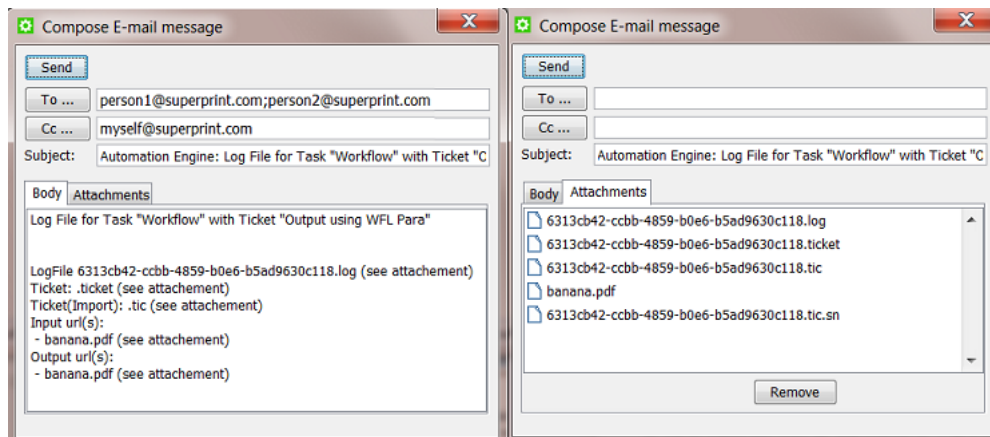 Compose E-mail message
Send
To ...
person1@superprint.com;person2@superprint.com
Cc ...
myself@superprint.com
Subject:
Automation Engine: Log File for Task "Workflow" with Ticket "C
Body
Attachments
Log File for Task "Workflow" with Ticket "Output using WFL Para"
LogFile 6313cb42-ccbb-4859-b0e6-b5ad9630c118.log (see attachement)
Ticket: .ticket (see attachement)
Ticket(Import): .tic (see attachement)
Input url(s):
- banana.pdf (see attachement)
Output url(s):
- banana.pdf (see attachement)
Compose E-mail message
Send
To ...
Cc ...
Subject:
Automation Engine: Log File for Task "Workflow" with Ticket "C
Body
Attachments
6313cb42-ccbb-4859-b0e6-b5ad9630c118.log
6313cb42-ccbb-4859-b0e6-b5ad9630c118.ticket
6313cb42-ccbb-4859-b0e6-b5ad9630c118.tic
banana.pdf
6313cb42-ccbb-4859-b0e6-b5ad9630c118.tic.sn
Remove